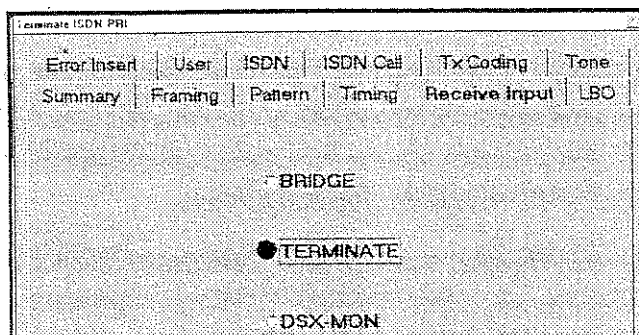 Terminate ISDN PRI
Error Insert User ISDN ISDN Call Tx Coding Tone
Summary Framing Pattern Timing Receive Input LBO
BRIDGE
TERMINATE
DSX-MON